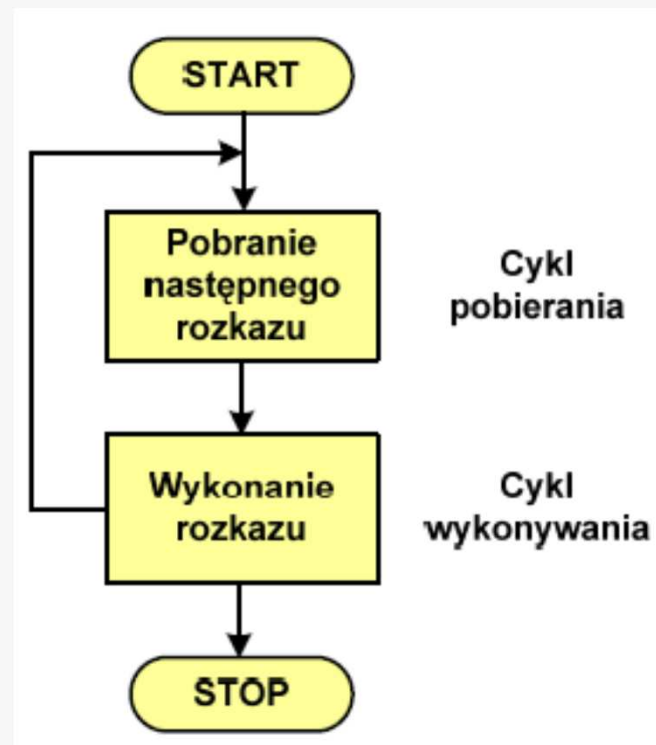 START
Pobranie
następnego
rozkazu
Cykl
pobierania
Wykonanie
rozkazu
Cykl
wykonywania
STOP